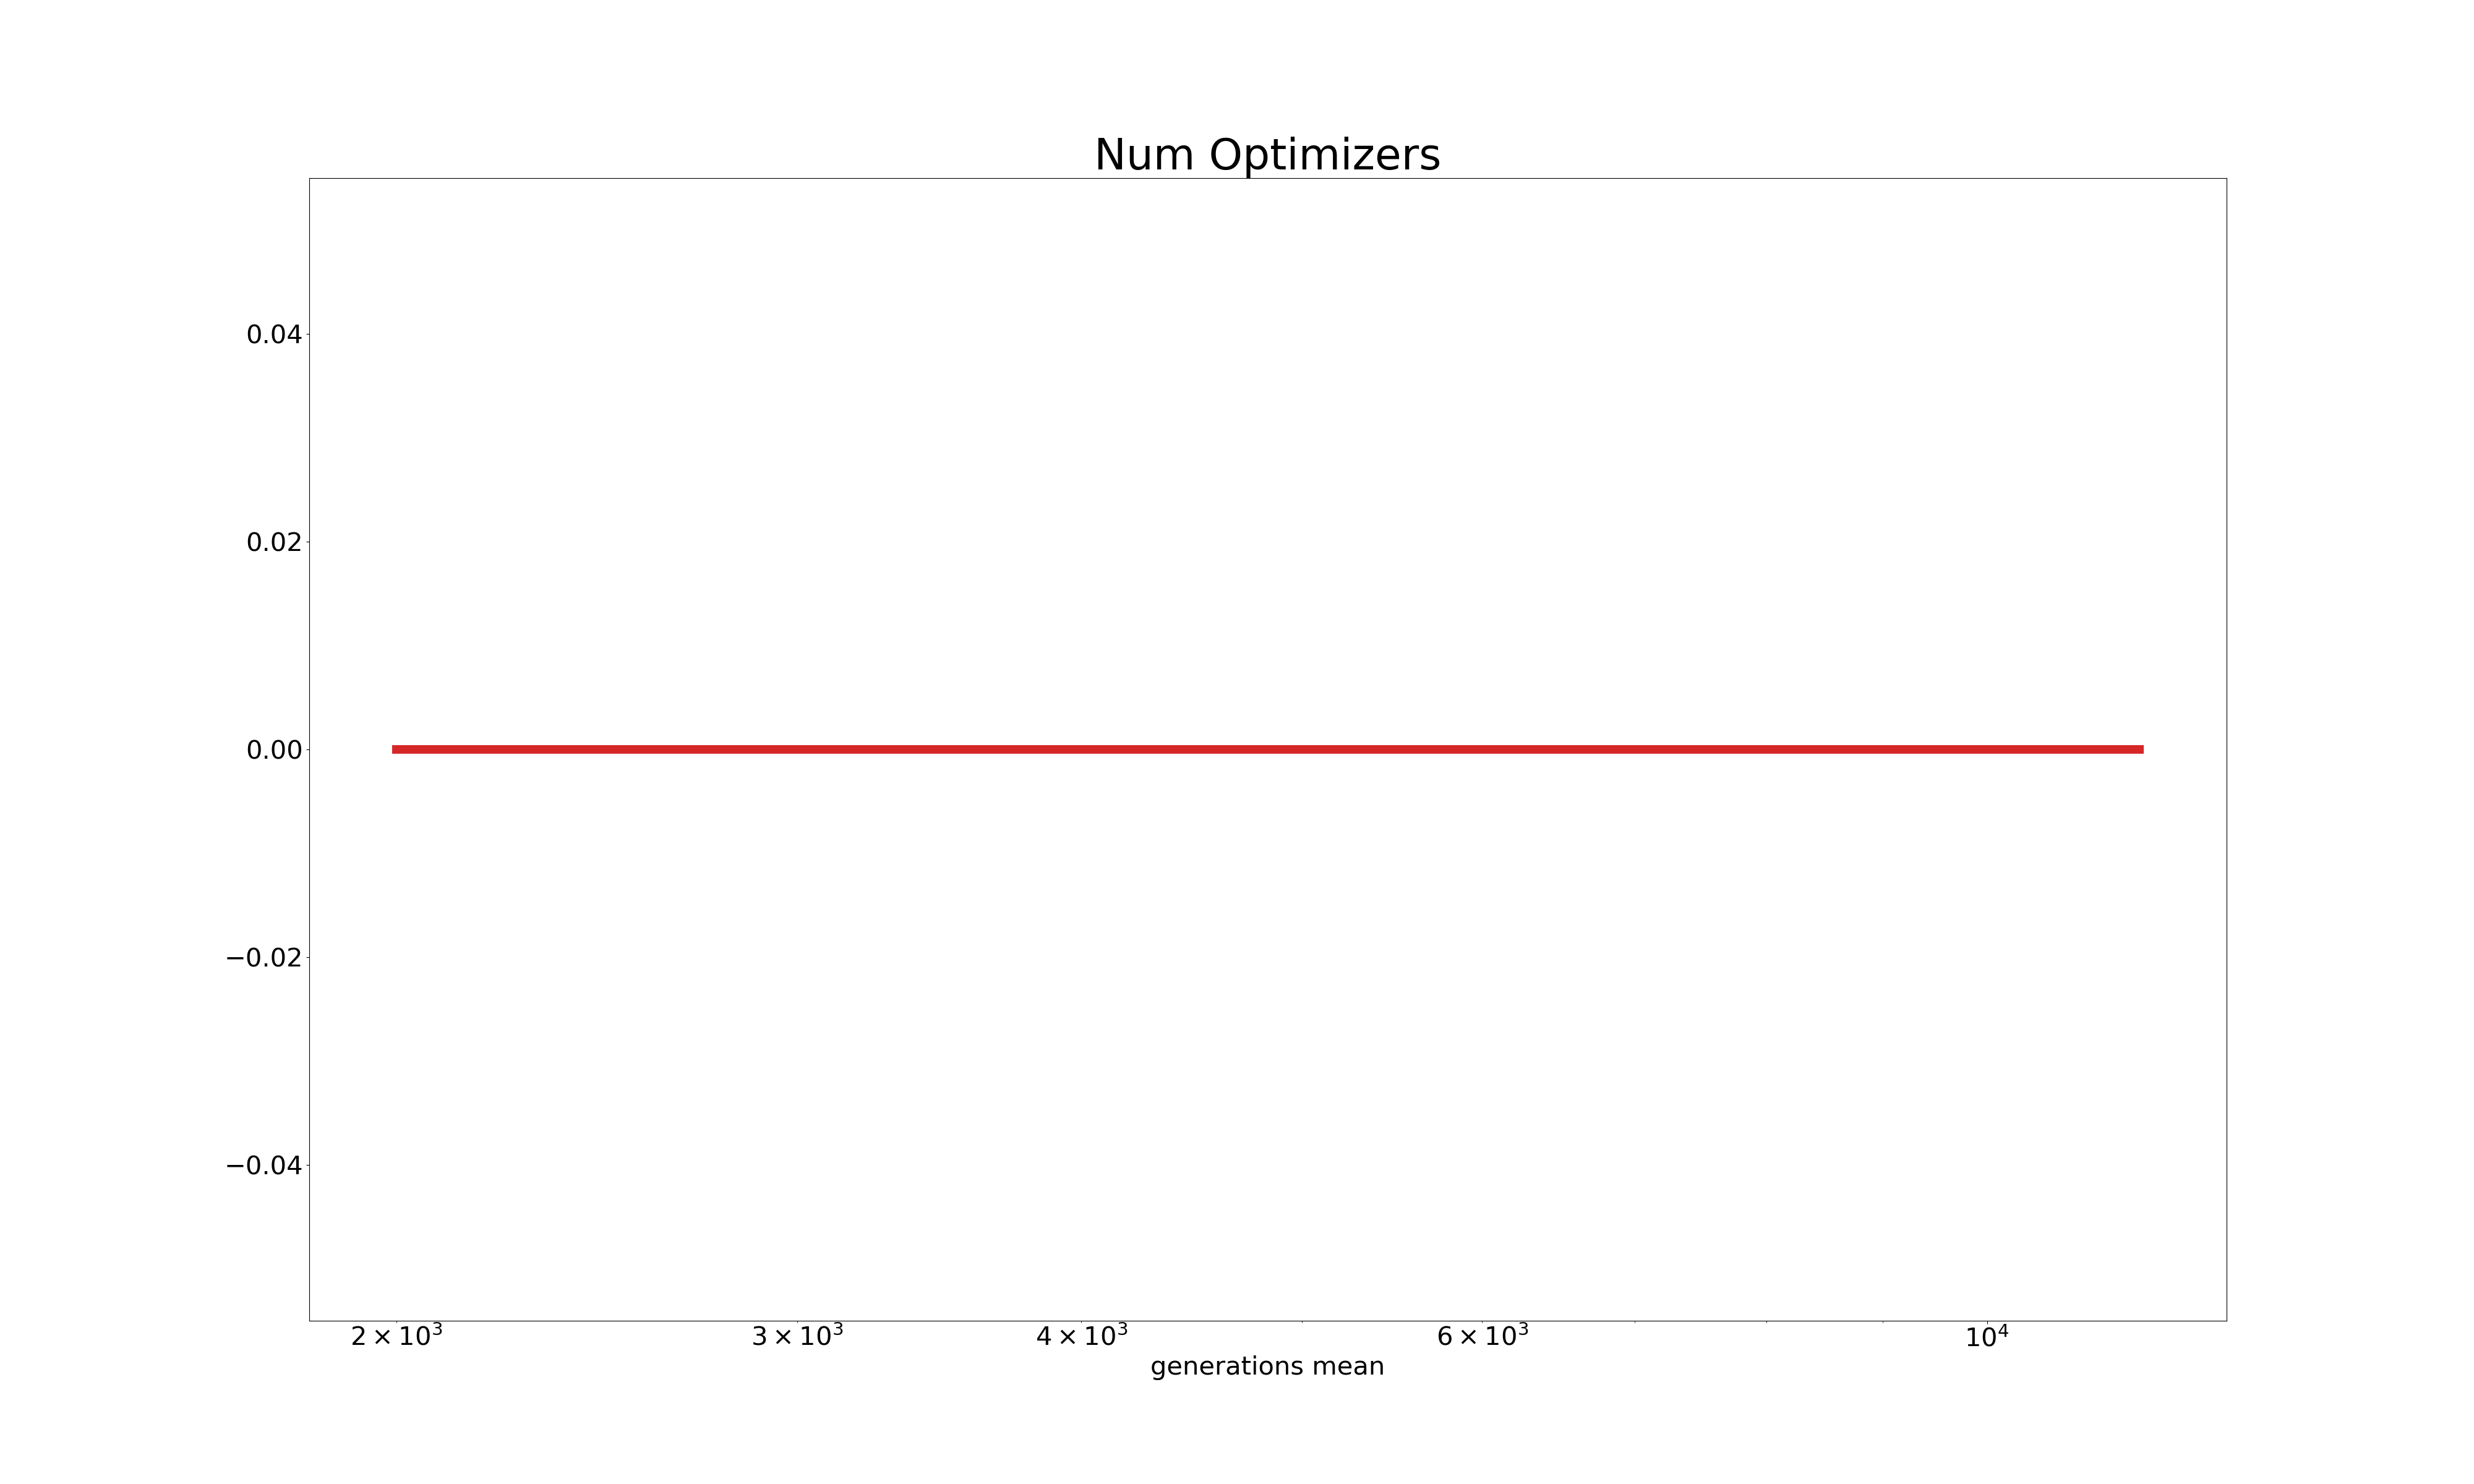 Num Optimizers
0.04
0.02
0.00
−0.02
−0.04
2 × 10³ 3 × 10³ 4 × 10³ 6 × 10³ 10⁴
generations mean